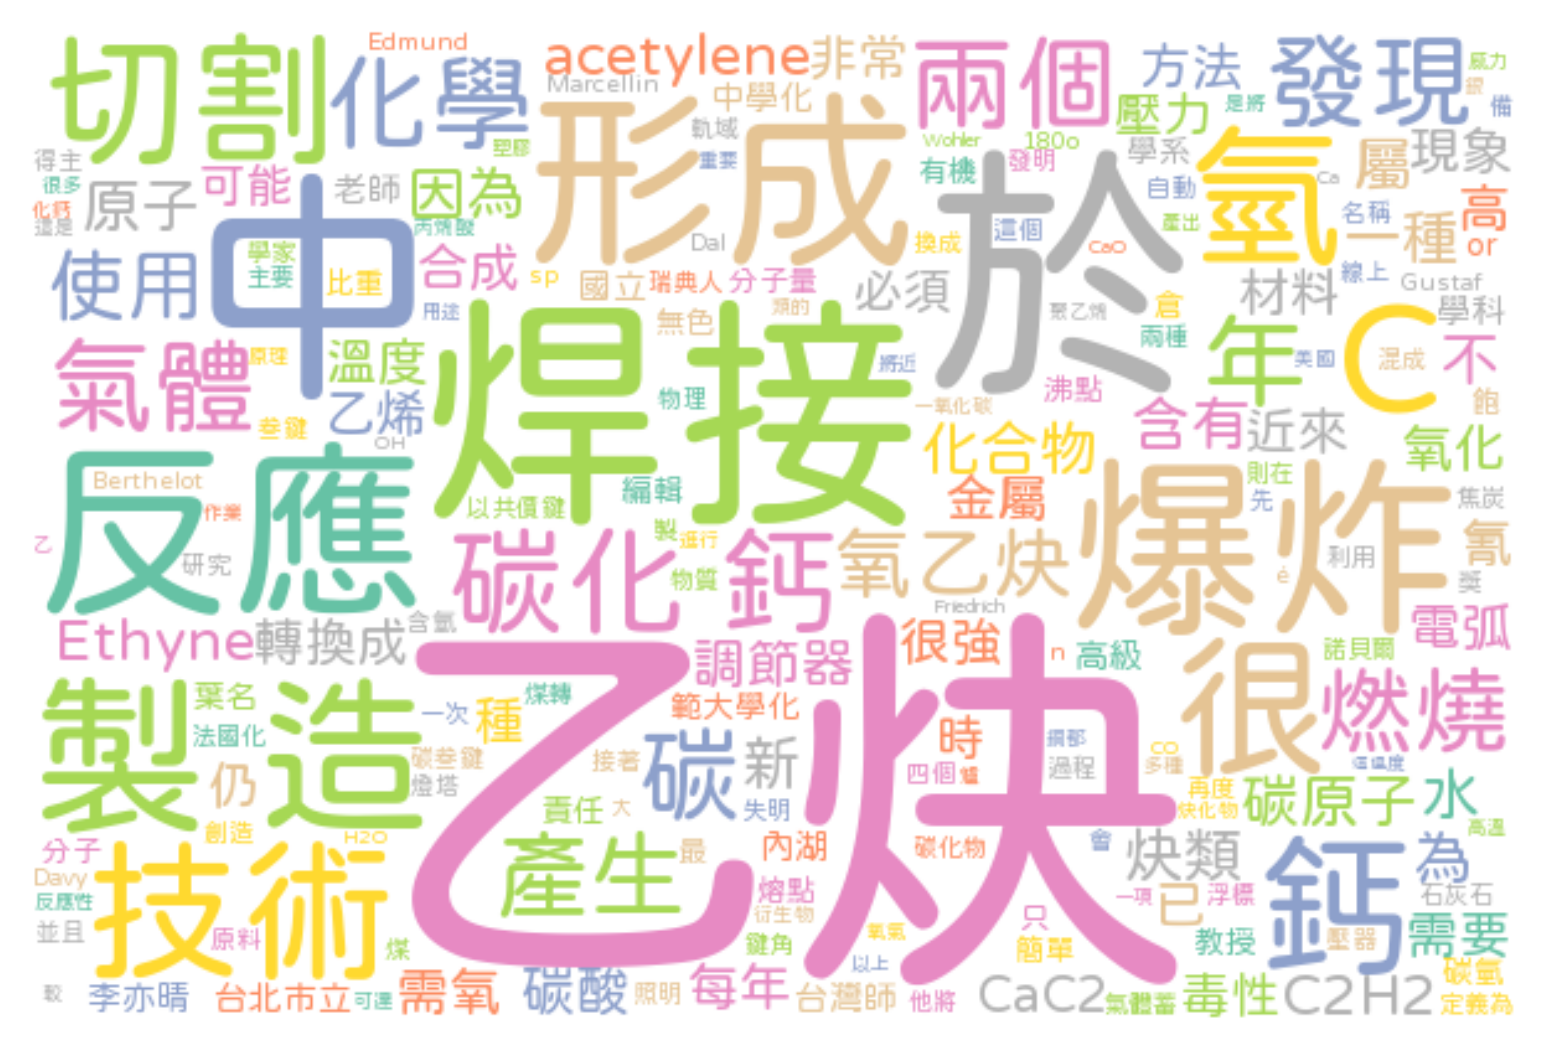 切割
化學
Edmund
acetylene
非常
兩個
方法
發現
威力
Marcellin
中學化
壓力
是將
備
形成
軌域
Wohler
180o
學系
氫
屬
現象
塑膠
重要
有機
發明
Ca
得主
很多
原子
可能
老師
因為
於
自動
名稱
一種
高
化鈣
這是
中
丙烯酸
Dal
換成
這個
CaO
產出
or
使用
學家
主要
比重
合成
sp
國立
瑞典人
分子量
必須
倉
材料
線上
Gustaf
用途
焊接
無色
類的
聚乙炔
兩種
年
C
學科
氣體
原理
溫度
將近
美國
混成
不
乙烯
物理
一氧化碳
沸點
飽
叁鍵
OH
化合物
含有
近來
氧化
反應
Berthelot
編輯
金屬
爆炸
則在
先
焦炭
作業
以共價鍵
乙
研究
碳化鈣
製
進行
氧乙炔
利用
氰
物質
è
獎
Friedrich
Ethyne
轉換成
含氫
乙炔
調節器
很強
n
高級
很
諾貝爾
電弧
製造
葉名
法國化
一次
種
煤轉
範大學化
時
鋼部
燃燒
碳叁鍵
接著
碳
新
四個
過程
CO
多種
仍
燈塔
責任
大
失明
再度
炔化物
碳原子
水
創造
H2O
產生
最
內湖
碳化物
會
炔類
高溫
分子
Davy
技術
鈣
為
反應性
熔點
一項
已
浮標
石灰石
衍生物
只
並且
原料
煤
鍵角
氧氣
簡單
教授
壓器
需要
以上
碳氫
較
李亦晴
台北市立
可達
需氧
碳酸
照明
每年
台灣師
他將
CaC2
氣體蓄
毒性
C2H2
定義為